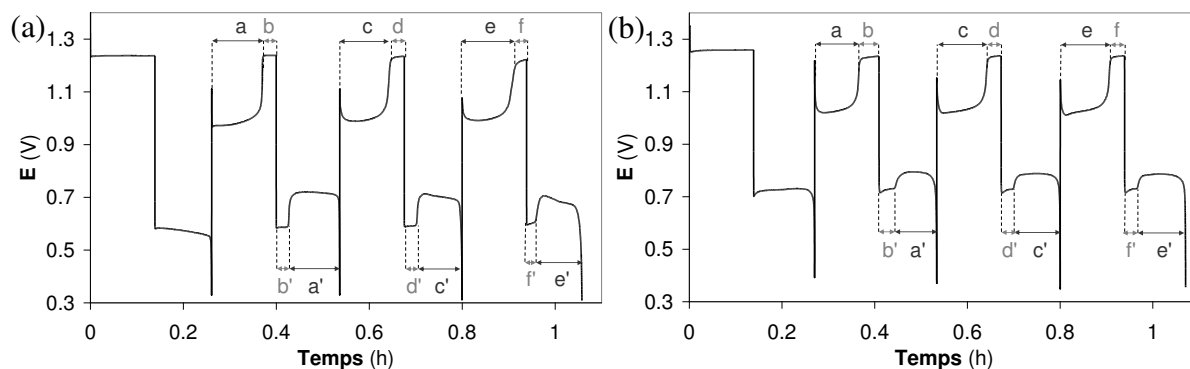 (a)
a b c d e f
1.3
1.1
0.9
0.7
0.5
0.3
E (V)
b' a' d' c' f' e'
0 0.2 0.4 0.6 0.8 1
Temps (h)
(b)
a b c d e f
1.3
1.1
0.9
0.7
0.5
0.3
E (V)
b' a' d' c' f' e'
0 0.2 0.4 0.6 0.8 1
Temps (h)